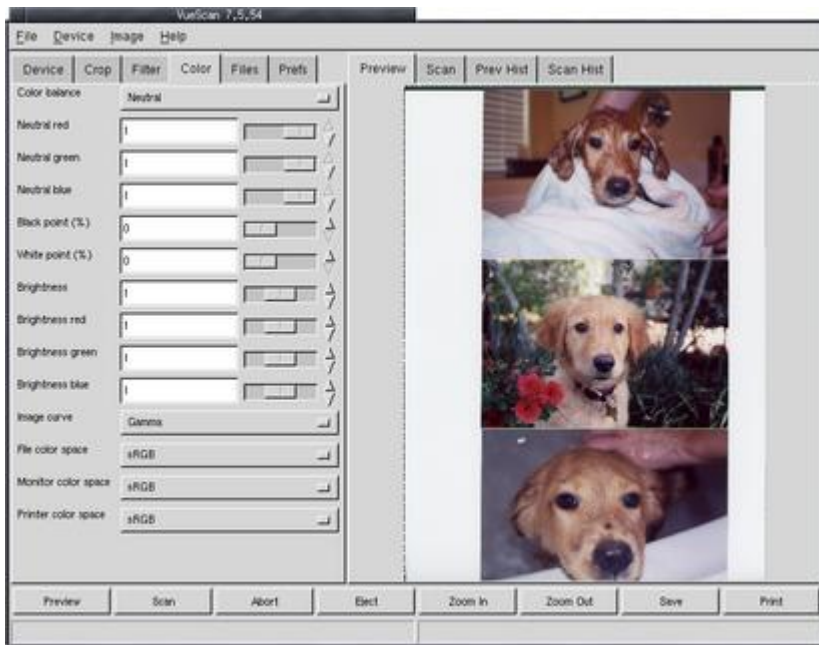 VueScan 7.5.54
File Device Image Help
Device Crop Filter Color Files Prefs
Preview Scan Prev Hist Scan Hist
Color balance Neutral
Neutral red 1
Neutral green 1
Neutral blue 1
Black point (%) 0
White point (%) 0
Brightness 1
Brightness red 1
Brightness green 1
Brightness blue 1
Image curve Gamma
File color space sRGB
Monitor color space sRGB
Printer color space sRGB
Preview Scan Abort Eject Zoom In Zoom Out Save Print